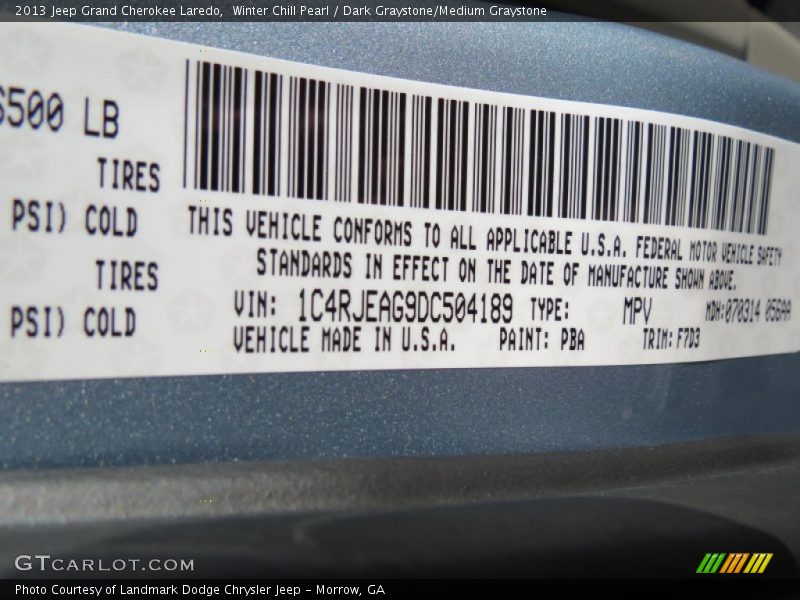 2013 Jeep Grand Cherokee Laredo,  Winter Chill Pearl / Dark Graystone/Medium Graystone
6500 LB
TIRES
PSI) COLD
TIRES
PSI) COLD
THIS VEHICLE CONFORMS TO ALL APPLICABLE U.S.A. FEDERAL MOTOR VEHICLE SAFETY
STANDARDS IN EFFECT ON THE DATE OF MANUFACTURE SHOWN ABOVE.
VIN: 1C4RJEAG9DC504189 TYPE: MPV MDH:070314 056AA
VEHICLE MADE IN U.S.A. PAINT: PBA TRIM: F7D3
GTCARLOT.COM
Photo Courtesy of Landmark Dodge Chrysler Jeep - Morrow, GA